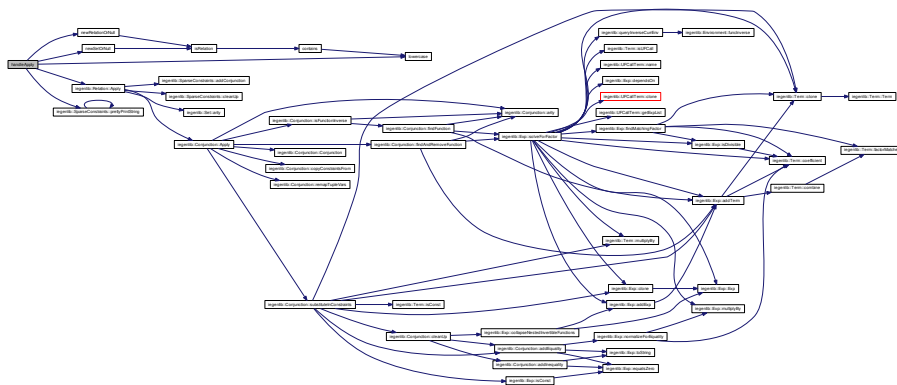 handleApply
newRelationOrNull
newSetOrNull
isRelation
contains
lowercase
iegenlib::Relation::Apply
iegenlib::SparseConstraints::prettyPrintString
iegenlib::SparseConstraints::addConjunction
iegenlib::SparseConstraints::cleanUp
iegenlib::Set::arity
iegenlib::Conjunction::Apply
iegenlib::Conjunction::isFunctionInverse
iegenlib::Conjunction::Conjunction
iegenlib::Conjunction::copyConstraintsFrom
iegenlib::Conjunction::remapTupleVars
iegenlib::Conjunction::substituteInConstraints
iegenlib::Conjunction::findFunction
iegenlib::Conjunction::findAndRemoveFunction
iegenlib::Conjunction::arity
iegenlib::Term::isConst
iegenlib::Conjunction::cleanUp
iegenlib::Exp::collapseNestedInvertibleFunctions
iegenlib::Conjunction::addEquality
iegenlib::Conjunction::addInequality
iegenlib::Exp::isConst
iegenlib::Exp::solveForFactor
iegenlib::queryInverseCurrEnv
iegenlib::Environment::funcInverse
iegenlib::Term::isUFCall
iegenlib::UFCallTerm::name
iegenlib::Exp::dependsOn
iegenlib::UFCallTerm::clone
iegenlib::UFCallTerm::getExpList
iegenlib::Exp::findMatchingFactor
iegenlib::Exp::isDivisible
iegenlib::Exp::addTerm
iegenlib::Term::multiplyBy
iegenlib::Exp::clone
iegenlib::Exp::addExp
iegenlib::Exp::normalizeForEquality
iegenlib::Exp::toString
iegenlib::Exp::equalsZero
iegenlib::Exp::Exp
iegenlib::Exp::multiplyBy
iegenlib::Term::clone
iegenlib::Term::Term
iegenlib::Term::coefficient
iegenlib::Term::combine
iegenlib::Term::factorMatches